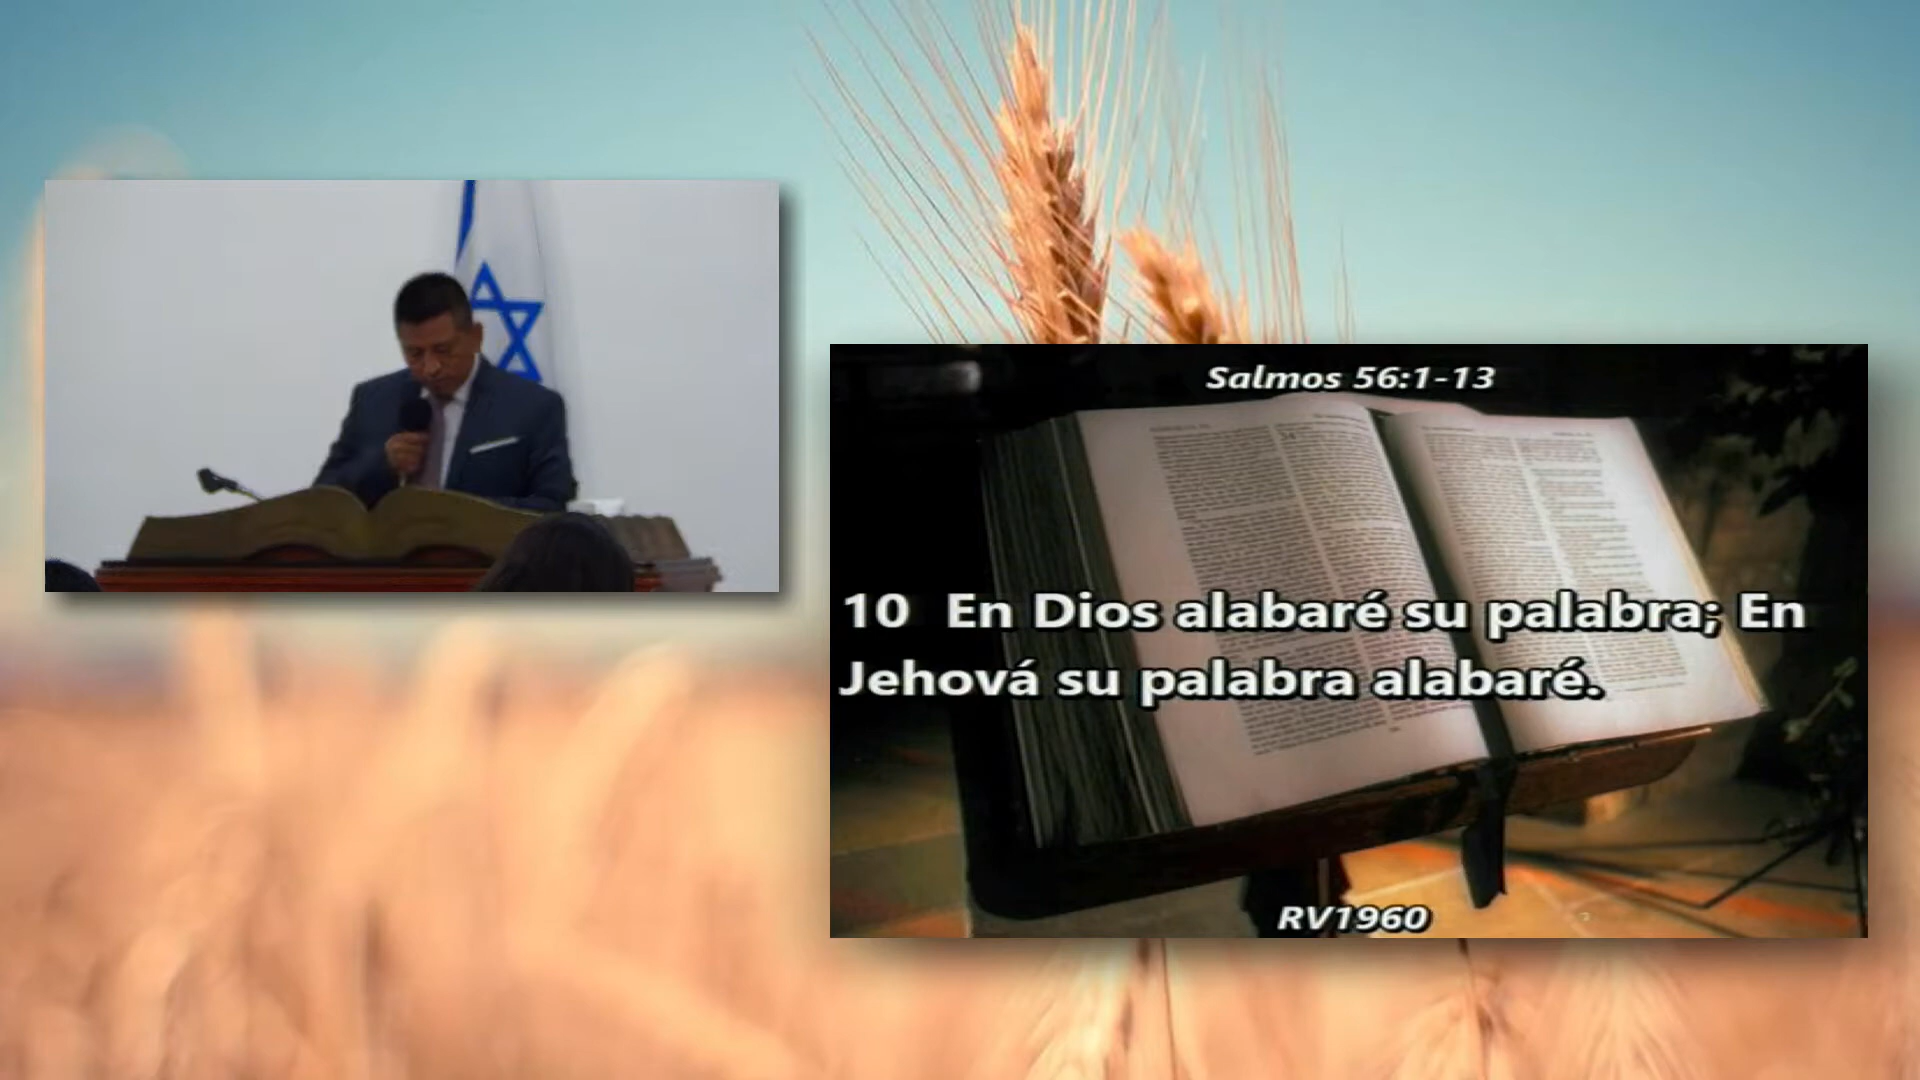 Salmos 56:1-13
10 En Dios alabaré su palabra; En
Jehová su palabra alabaré.
RV1960